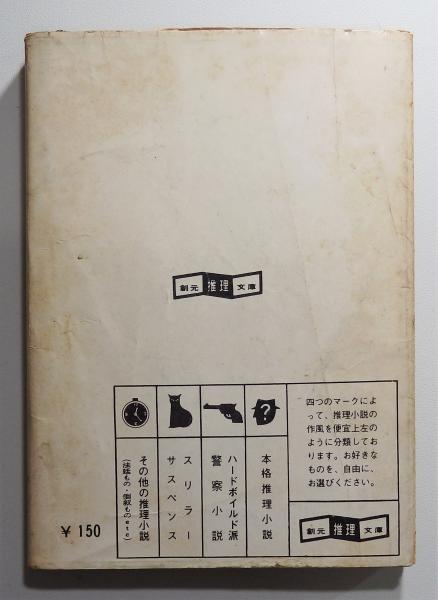 創元推理文庫
四つのマークによ
って、推理小説の
作風を便宜上左の
ように分類してお
ります。お好きな
ものを、自由に、
お選びください。
創元推理文庫
?
本格推理小説
ハードボイルド派
警察小説
スリラー
サスペンス
その他の推理小説
(法廷もの・倒叙ものetc)
¥150